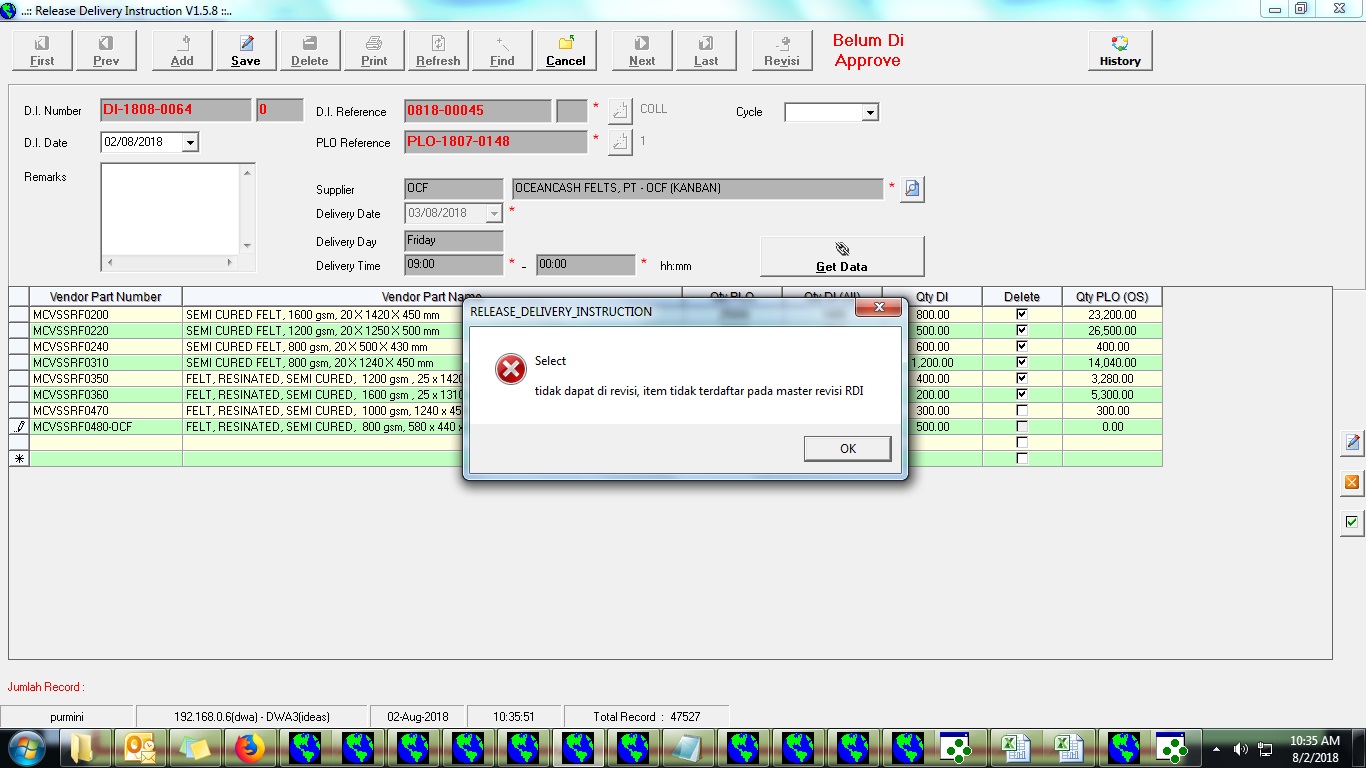 ..:: Release Delivery Instruction V1.5.8 ::..
First Prev Add Save Delete Print Refresh Find Cancel Next Last Revisi
Belum Di
Approve
History
D.I. Number DI-1808-0064 0 D.I. Reference 0818-00045 * COLL Cycle
D.I. Date 02/08/2018 PLO Reference PLO-1807-0148 * 1
Remarks
Supplier OCF OCEANCASH FELTS, PT - OCF (KANBAN) *
Delivery Date 03/08/2018 *
Delivery Day Friday
Delivery Time 09:00 * - 00:00 * hh:mm
Get Data
Vendor Part Number Vendor Part Name Qty PLO Qty DI (All) Qty DI Delete Qty PLO (OS)
MCVSSRF0200 SEMI CURED FELT, 1600 gsm, 20 X 1420 X 450 mm 800.00 23,200.00
MCVSSRF0220 SEMI CURED FELT, 1200 gsm, 20 X 1250 X 500 mm 500.00 26,500.00
MCVSSRF0240 SEMI CURED FELT, 800 gsm, 20 X 500 X 430 mm 600.00 400.00
MCVSSRF0310 SEMI CURED FELT, 800 gsm, 20 X 1240 X 450 mm 1,200.00 14,040.00
MCVSSRF0350 FELT, RESINATED, SEMI CURED, 1200 gsm , 25 x 1420 400.00 3,280.00
MCVSSRF0360 FELT, RESINATED, SEMI CURED, 1600 gsm , 25 x 1310 200.00 5,300.00
MCVSSRF0470 FELT, RESINATED, SEMI CURED, 1000 gsm, 1240 x 45 300.00 300.00
MCVSSRF0480-OCF FELT, RESINATED, SEMI CURED, 800 gsm, 580 x 440 x 500.00 0.00
RELEASE_DELIVERY_INSTRUCTION
Select
tidak dapat di revisi, item tidak terdaftar pada master revisi RDI
OK
Jumlah Record :
purmini 192.168.0.6(dwa) - DWA3(ideas) 02-Aug-2018 10:35:51 Total Record : 47527
10:35 AM
8/2/2018